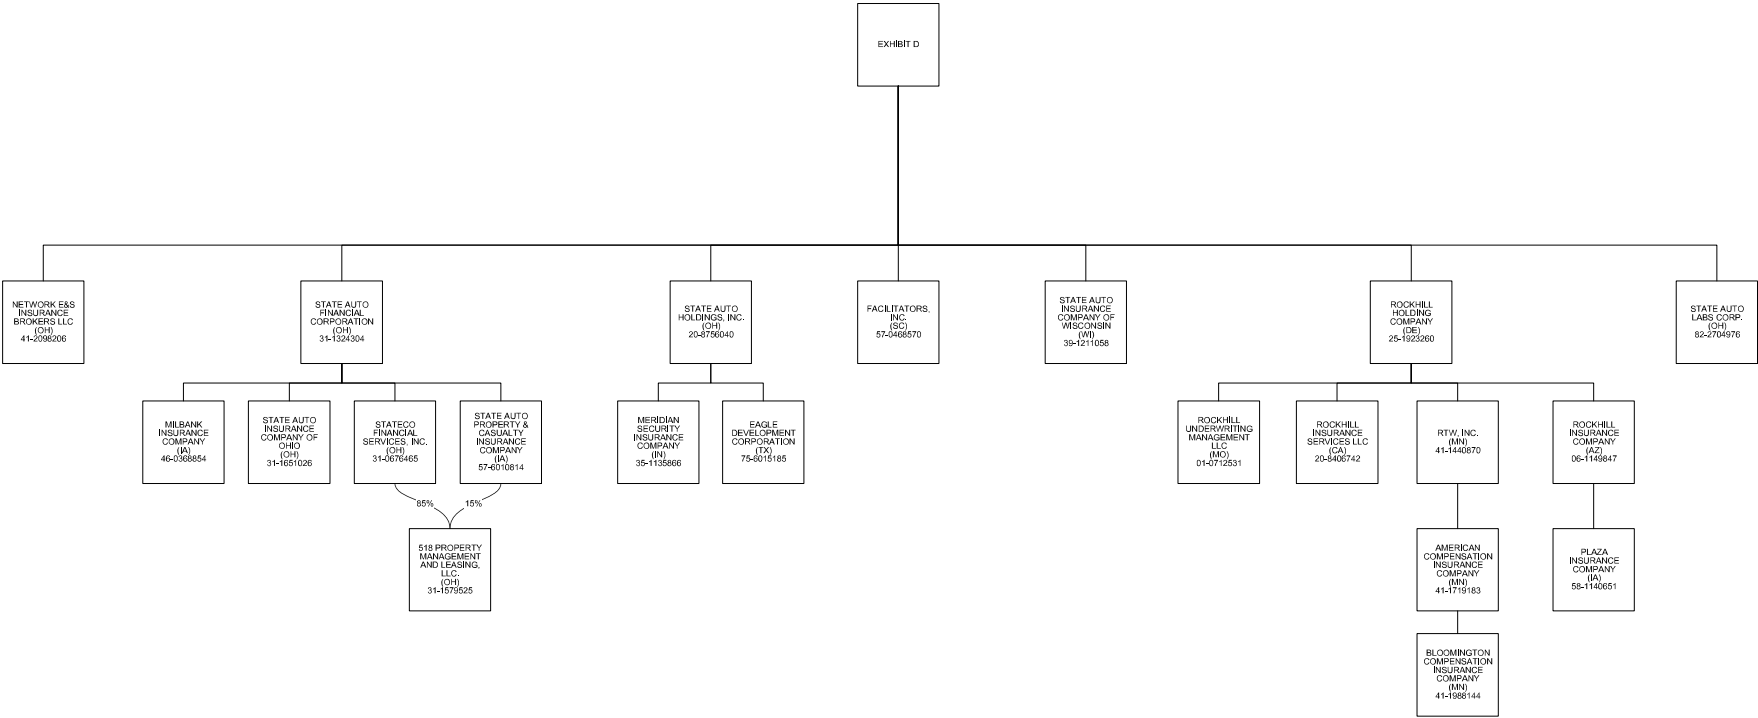 EXHIBIT D
NETWORK E&S
INSURANCE
BROKERS LLC
(OH)
41-2098206
STATE AUTO
FINANCIAL
CORPORATION
(OH)
31-1324304
STATE AUTO
HOLDINGS, INC.
(OH)
20-8756040
FACILITATORS,
INC.
(SC)
57-0468570
STATE AUTO
INSURANCE
COMPANY OF
WISCONSIN
(WI)
39-1211058
ROCKHILL
HOLDING
COMPANY
(DE)
25-1923260
STATE AUTO
LABS CORP.
(OH)
82-2704976
MILBANK
INSURANCE
COMPANY
(IA)
46-0368854
STATE AUTO
INSURANCE
COMPANY OF
OHIO
(OH)
31-1651026
STATECO
FINANCIAL
SERVICES, INC.
(OH)
31-0676465
STATE AUTO
PROPERTY &
CASUALTY
INSURANCE
COMPANY
(IA)
57-6010814
MERIDIAN
SECURITY
INSURANCE
COMPANY
(IN)
35-1135866
EAGLE
DEVELOPMENT
CORPORATION
(TX)
75-6015185
ROCKHILL
UNDERWRITING
MANAGEMENT
LLC
(MO)
01-0712531
ROCKHILL
INSURANCE
SERVICES LLC
(CA)
20-8406742
RTW, INC.
(MN)
41-1440870
ROCKHILL
INSURANCE
COMPANY
(AZ)
06-1149847
85%
15%
518 PROPERTY
MANAGEMENT
AND LEASING,
LLC.
(OH)
31-1579525
AMERICAN
COMPENSATION
INSURANCE
COMPANY
(MN)
41-1719183
PLAZA
INSURANCE
COMPANY
(IA)
58-1140651
BLOOMINGTON
COMPENSATION
INSURANCE
COMPANY
(MN)
41-1988144